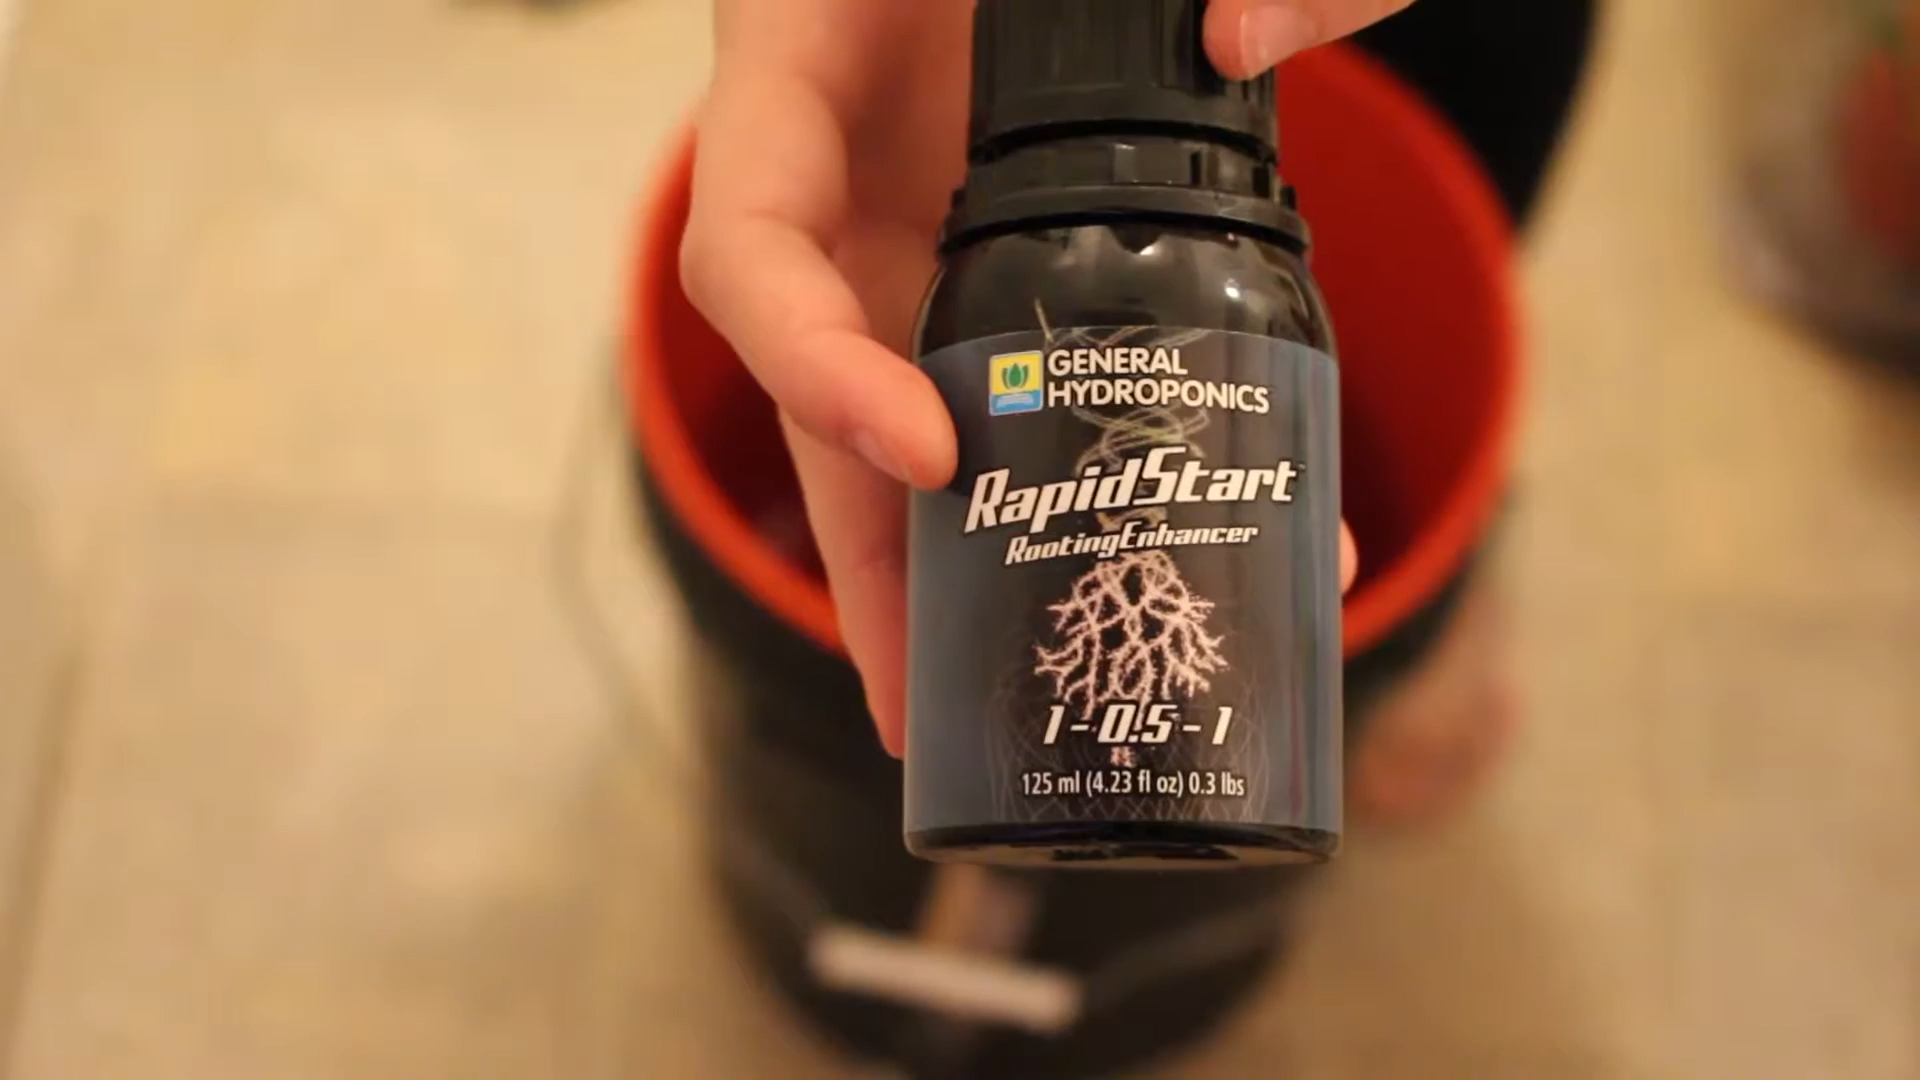 GENERAL
HYDROPONICS
RapidStart™
RootingEnhancer
1-0.5-1
125 ml (4.23 fl oz) 0.3 lbs